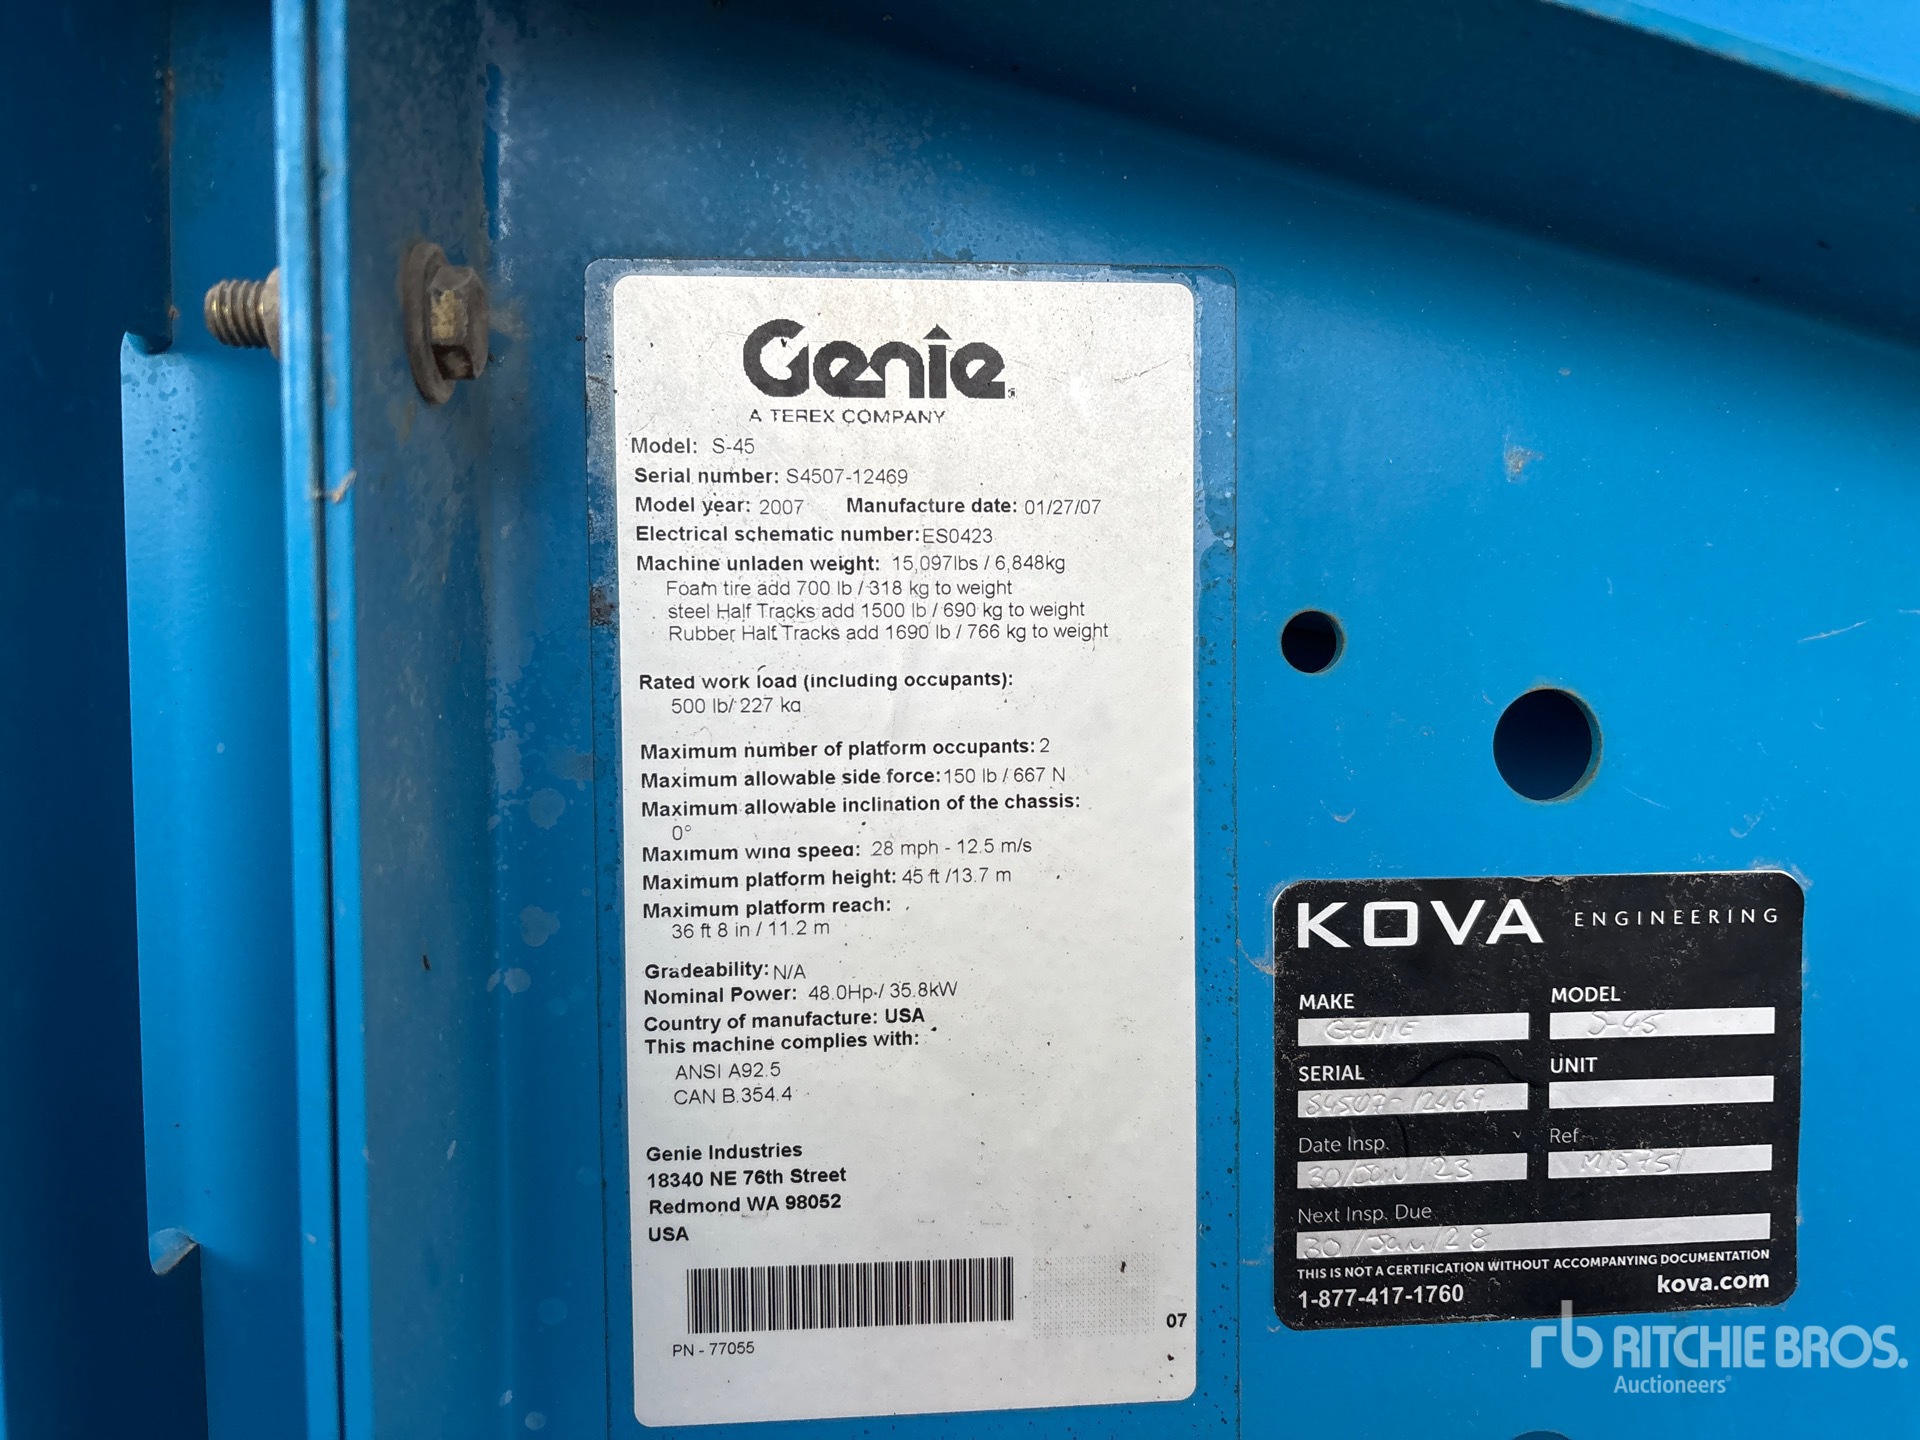 Genie
A TEREX COMPANY
Model: S-45
Serial number: S4507-12469
Model year: 2007 Manufacture date: 01/27/07
Electrical schematic number: ES0423
Machine unladen weight: 15,097lbs / 6,848kg
Foam tire add 700 lb / 318 kg to weight
steel Half Tracks add 1500 lb / 690 kg to weight
Rubber Half Tracks add 1690 lb / 766 kg to weight
Rated work load (including occupants):
500 lb/ 227 kg
Maximum number of platform occupants: 2
Maximum allowable side force: 150 lb / 667 N
Maximum allowable inclination of the chassis:
0°
Maximum wind speed: 28 mph - 12.5 m/s
Maximum platform height: 45 ft /13.7 m
Maximum platform reach:
36 ft 8 in / 11.2 m
Gradeability: N/A
Nominal Power: 48.0Hp / 35.8kW
Country of manufacture: USA
This machine complies with:
ANSI A92.5
CAN B.354.4
Genie Industries
18340 NE 76th Street
Redmond WA 98052
USA
07
PN - 77055
KOVA ENGINEERING
MAKE MODEL
GENIE S-45
SERIAL UNIT
S4507-12469
Date Insp. Ref
30/Jan/23 M15751
Next Insp. Due
30/Jan/28
THIS IS NOT A CERTIFICATION WITHOUT ACCOMPANYING DOCUMENTATION
1-877-417-1760 kova.com
rb RITCHIE BROS.
Auctioneers